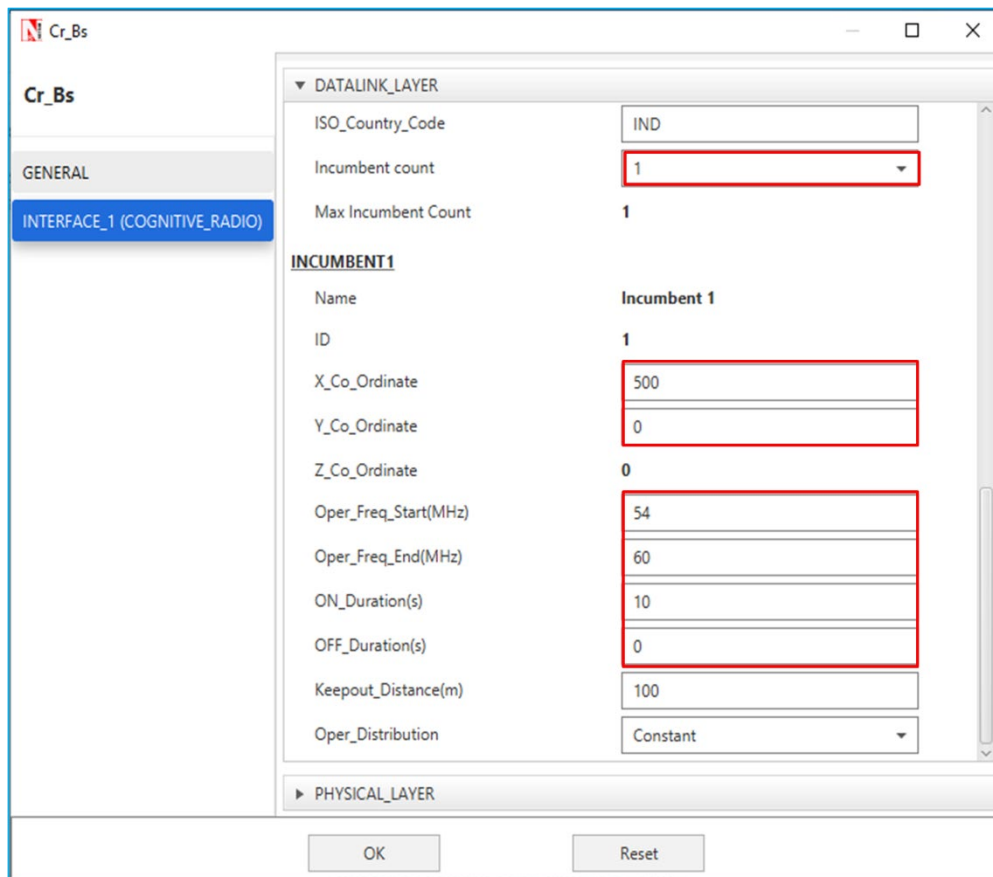 Cr_Bs
Cr_Bs
GENERAL
INTERFACE_1 (COGNITIVE_RADIO)
DATALINK_LAYER
ISO_Country_Code IND
Incumbent count 1
Max Incumbent Count 1
INCUMBENT1
Name Incumbent 1
ID 1
X_Co_Ordinate 500
Y_Co_Ordinate 0
Z_Co_Ordinate 0
Oper_Freq_Start(MHz) 54
Oper_Freq_End(MHz) 60
ON_Duration(s) 10
OFF_Duration(s) 0
Keepout_Distance(m) 100
Oper_Distribution Constant
PHYSICAL_LAYER
OK Reset